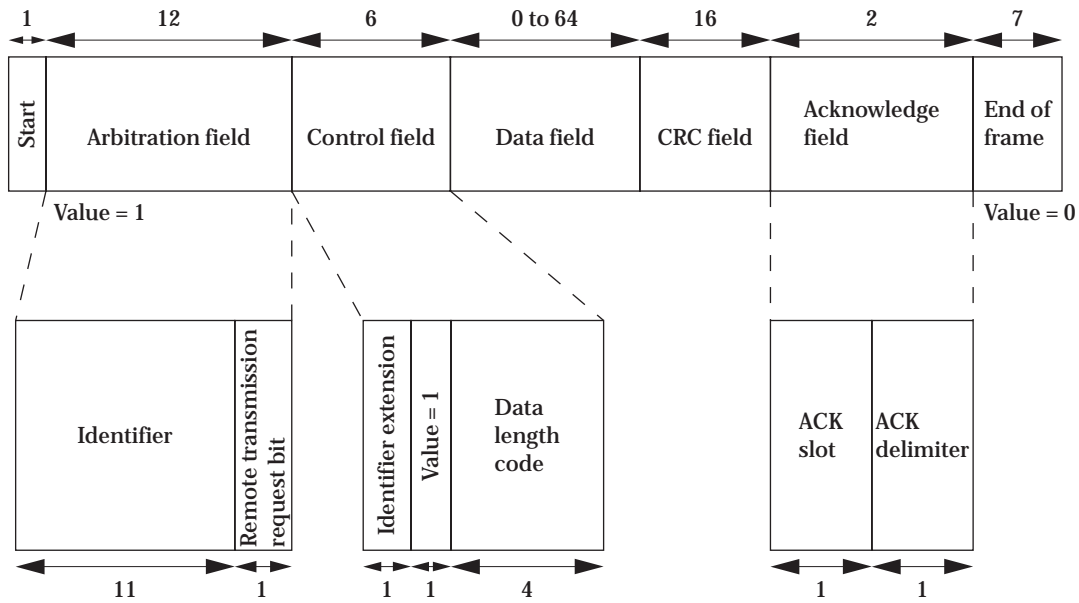 1 12 6 0 to 64 16 2 7
Start
Arbitration field
Control field
Data field
CRC field
Acknowledge
field
End of
frame
Value = 1
Value = 0
Identifier
Remote transmission
request bit
Identifier extension
Value = 1
Data
length
code
ACK
slot
ACK
delimiter
11 1 1 1 4 1 1